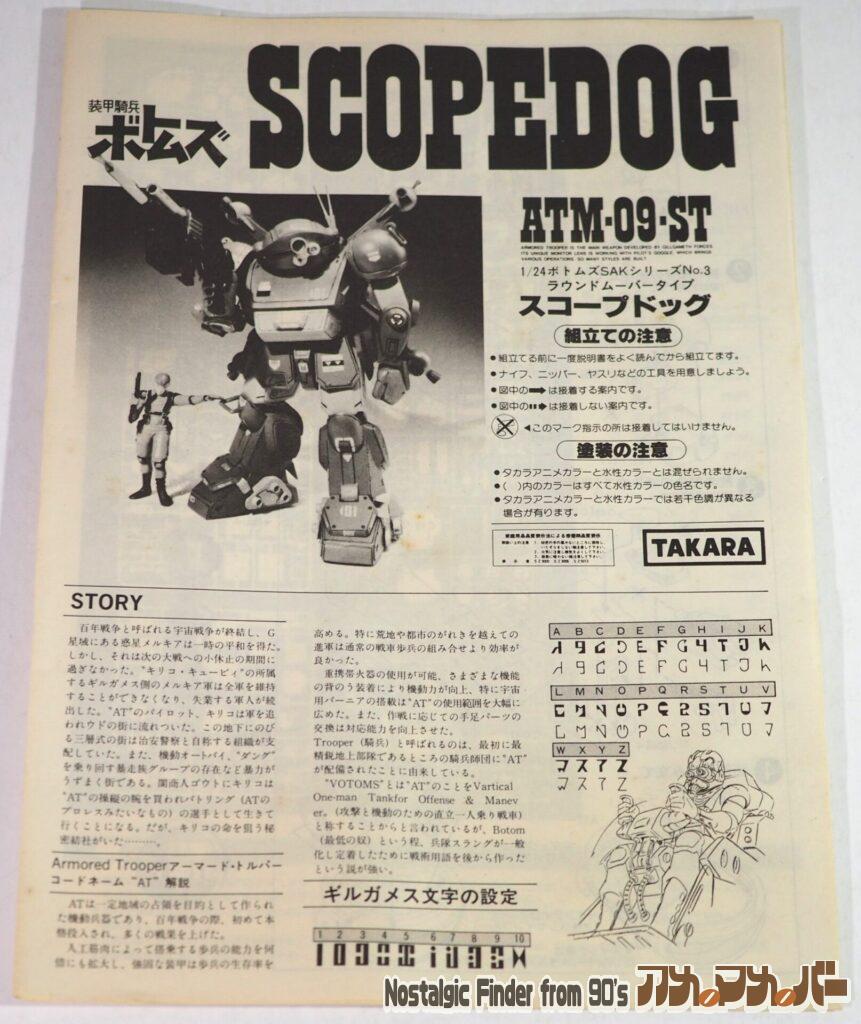 装甲騎兵
ボトムズ
SCOPEDOG
ATM-09-ST
ARMORED TROOPER IS THE MAIN WEAPON DEVELOPED BY GILLGAMETH FORCES
ITS UNIQUE MONITOR LENS IS WORKING WITH PILOT'S GOGGLE, WHICH BRINGS
VARIOUS OPERATIONS. SO MANY STYLES ARE BUILT
1/24ボトムズSAKシリーズNo.3
ラウンドムーバータイプ
スコープドッグ
組立ての注意
●組立てる前に一度説明書をよく読んでから組立てます。
●ナイフ、ニッパー、ヤスリなどの工具を用意しましょう。
●図中の➡は接着する案内です。
●図中の⇢は接着しない案内です。
◀このマーク指示の所は接着してはいけません。
塗装の注意
●タカラアニメカラーと水性カラーとは混ぜられません。
●( )内のカラーはすべて水性カラーの色名です。
●タカラアニメカラーと水性カラーでは若干色調が異なる
場合が有ります。
TAKARA
STORY
百年戦争と呼ばれる宇宙戦争が終結し、G
星域にある惑星メルキアは一時の平和を得た。
しかし、それは次の大戦への小休止の期間に
過ぎなかった。"キリコ・キュービィ"の所属
するギルガメス側のメルキア軍は全軍を維持
することができなくなり、失業する軍人が続
出した。"AT"のパイロット、キリコは軍を追
われウドの街に流れついた。この地下にのび
る三層式の街は治安警察と自称する組織が支
配していた。また、機動オートバイ、"ダング"
を乗り回す暴走族グループの存在など暴力が
うずまく街である。闇商人ゴウトにキリコは
"AT"の操縦の腕を買われバトリング(ATの
プロレスみたいなもの)の選手として生きて
行くことになる。だが、キリコの命を狙う秘
密結社がいた………。
Armored Trooperアーマード・トルパー
コードネーム "AT" 解説
ATは一定地域の占領を目的として作られ
た機動兵器であり、百年戦争の際、初めて本
格投入され、多くの戦果を上げた。
人工筋肉によって搭乗する歩兵の能力を何
倍にも拡大し、強固な装甲は歩兵の生存率を
高める。特に荒地や都市のがれきを越えての
進軍は通常の戦車歩兵の組み合せより効率が
良かった。
重携帯火器の使用が可能、さまざまな機能
の背のう装着により機動力が向上、特に宇宙
用バーニアの搭載は"AT"の使用範囲を大幅に
広めた。また、作戦に応じての手足パーツの
交換は対応能力を向上させた。
Trooper(騎兵)と呼ばれるのは、最初に最
精鋭地上部隊であるところの騎兵師団に"AT"
が配備されたことに由来している。
"VOTOMS"とは"AT"のことをVartical
One-man Tankfor Offense & Manev
er。(攻撃と機動のための直立一人乗り戦車)
と称することからと言われているが、Botom
(最低の奴)という程、兵隊スラングが一般
化し定着したために戦術用語を後から作った
という説が強い。
ギルガメス文字の設定
1 2 3 4 5 6 7 8 9 10
A B C D E F G H I J K
L M N O P Q R S T U V
W X Y Z
Nostalgic Finder from 90's アナ・マナ・バー